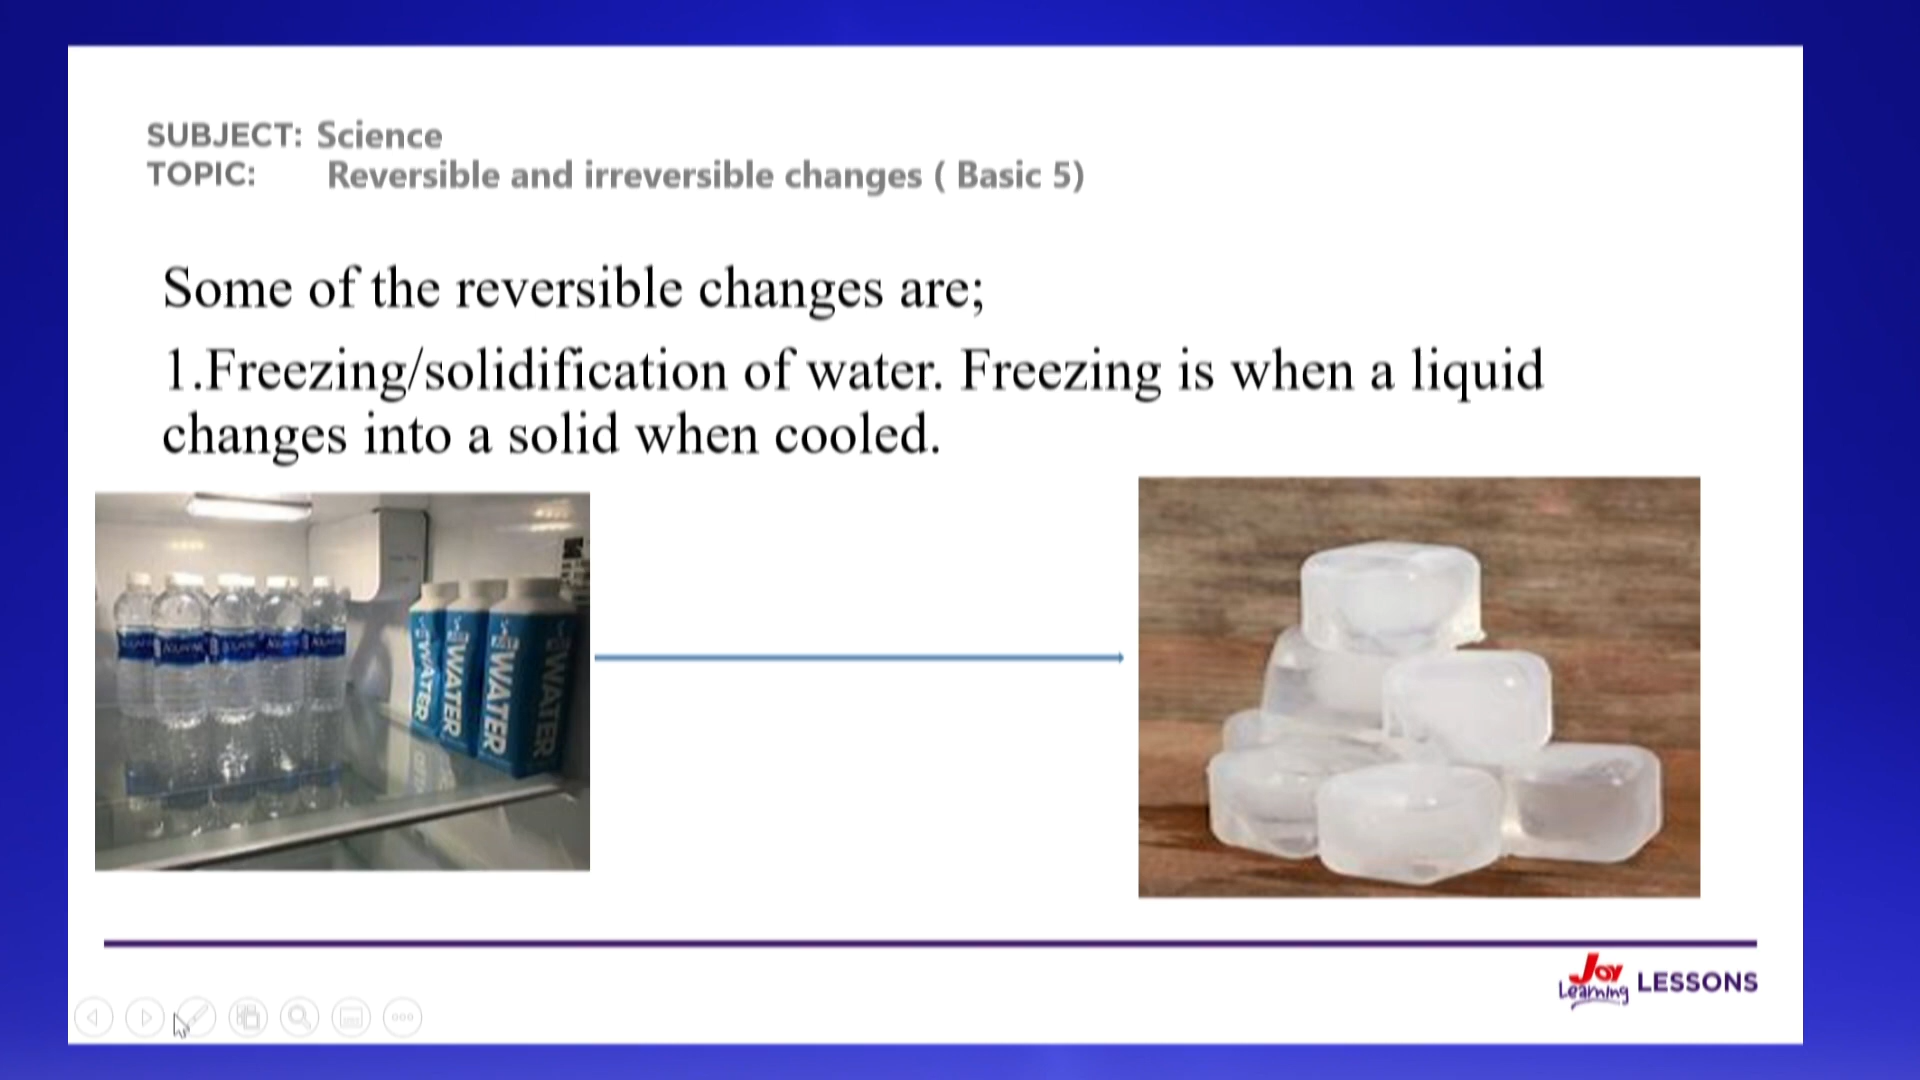 SUBJECT: Science
TOPIC: Reversible and irreversible changes ( Basic 5)
Some of the reversible changes are;
1.Freezing/solidification of water. Freezing is when a liquid
changes into a solid when cooled.
WATER
WATER
WATER
WATER
Joy
Learning
LESSONS